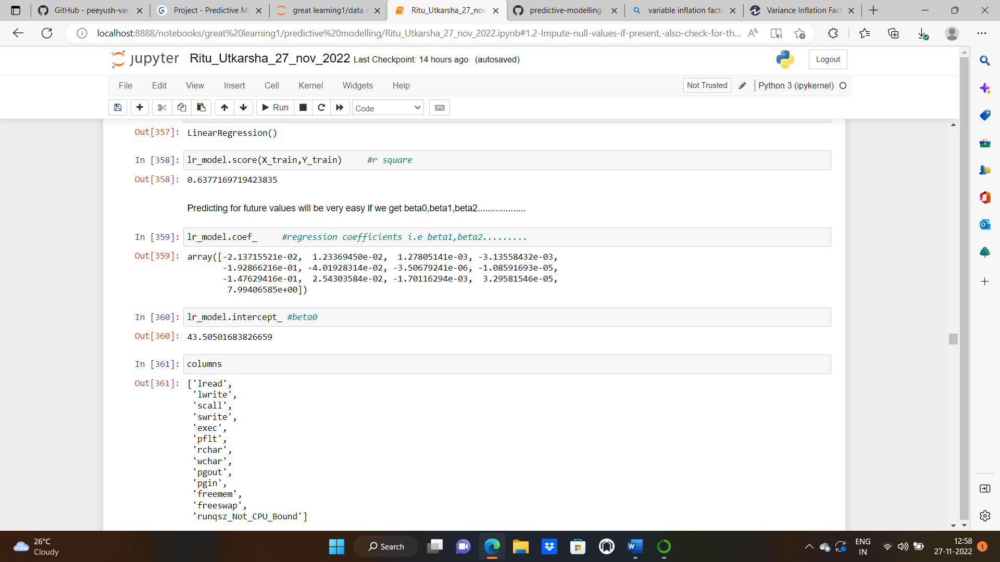 GitHub - peeyush-varc
Project - Predictive Mo
great learning1/data m
Ritu_Utkarsha_27_nov
predictive-modelling-
variable inflation facto
Variance Inflation Fact
localhost:8888/notebooks/great%20learning1/predictive%20modelling/Ritu_Utkarsha_27_nov_2022.ipynb#1.2-Impute-null-values-if-present,-also-check-for-th...
jupyter Ritu_Utkarsha_27_nov_2022 Last Checkpoint: 14 hours ago (autosaved)
Logout
File Edit View Insert Cell Kernel Widgets Help
Not Trusted
Python 3 (ipykernel)
Run
Code
Out[357]: LinearRegression()
In [358]: lr_model.score(X_train,Y_train)     #r square
Out[358]: 0.6377169719423835
Predicting for future values will be very easy if we get beta0,beta1,beta2...................
In [359]: lr_model.coef_     #regression coefficients i.e beta1,beta2.........
Out[359]: array([-2.13715521e-02,  1.23369450e-02,  1.27805141e-03, -3.13558432e-03,
-1.92866216e-01, -4.01928314e-02, -3.50679241e-06, -1.08591693e-05,
-1.47629416e-01,  2.54303584e-02, -1.70116294e-03,  3.29581546e-05,
7.99406585e+00])
In [360]: lr_model.intercept_ #beta0
Out[360]: 43.50501683826659
In [361]: columns
Out[361]: ['lread',
'lwrite',
'scall',
'swrite',
'exec',
'pflt',
'rchar',
'wchar',
'pgout',
'pgin',
'freemem',
'freeswap',
'runqsz_Not_CPU_Bound']
26°C
Cloudy
Search
ENG
IN
12:58
27-11-2022
1